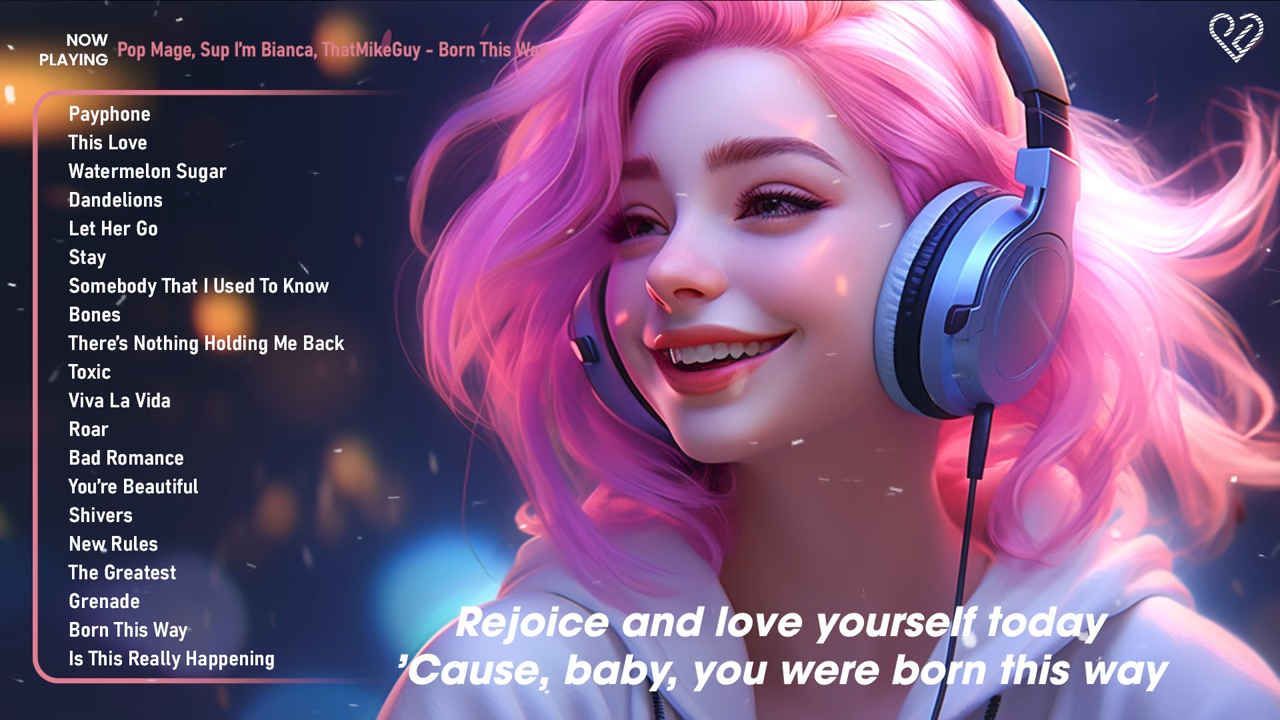 NOW
PLAYING
Pop Mage, Sup I'm Bianca, ThatMikeGuy - Born This Way
Payphone
This Love
Watermelon Sugar
Dandelions
Let Her Go
Stay
Somebody That I Used To Know
Bones
There's Nothing Holding Me Back
Toxic
Viva La Vida
Roar
Bad Romance
You're Beautiful
Shivers
New Rules
The Greatest
Grenade
Born This Way
Is This Really Happening
Rejoice and love yourself today
'Cause, baby, you were born this way